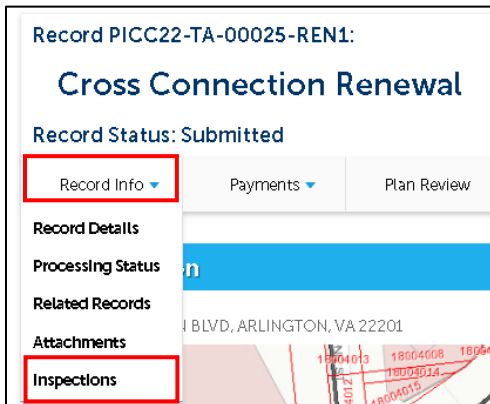 Record PICC22-TA-00025-REN1:
Cross Connection Renewal
Record Status: Submitted
Record Info Payments Plan Review
Record Details
Processing Status
Related Records
Attachments
Inspections
BLVD, ARLINGTON, VA 22201
18004008
18004014
18004015